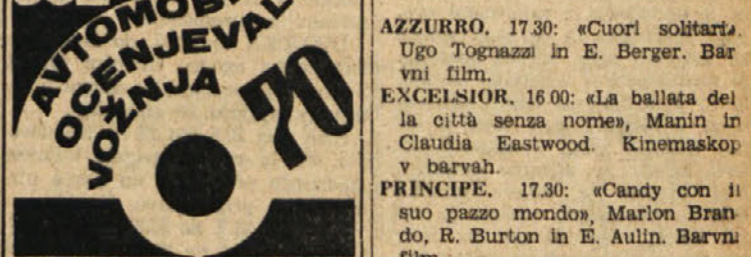 AVTOMOBI
OCENJEVAL
VOŽNJA
70
AZZURRO. 17.30: «Cuori solitari».
Ugo Tognazzi in E. Berger. Bar
vni film.
EXCELSIOR. 16 00: «La ballata del
la città senza nome», Manin in
Claudia Eastwood. Kinemaskop
v barvah.
PRINCIPE. 17.30: «Candy con il
suo pazzo mondo», Marlon Bran
do, R. Burton in E. Aulin. Barvni
film